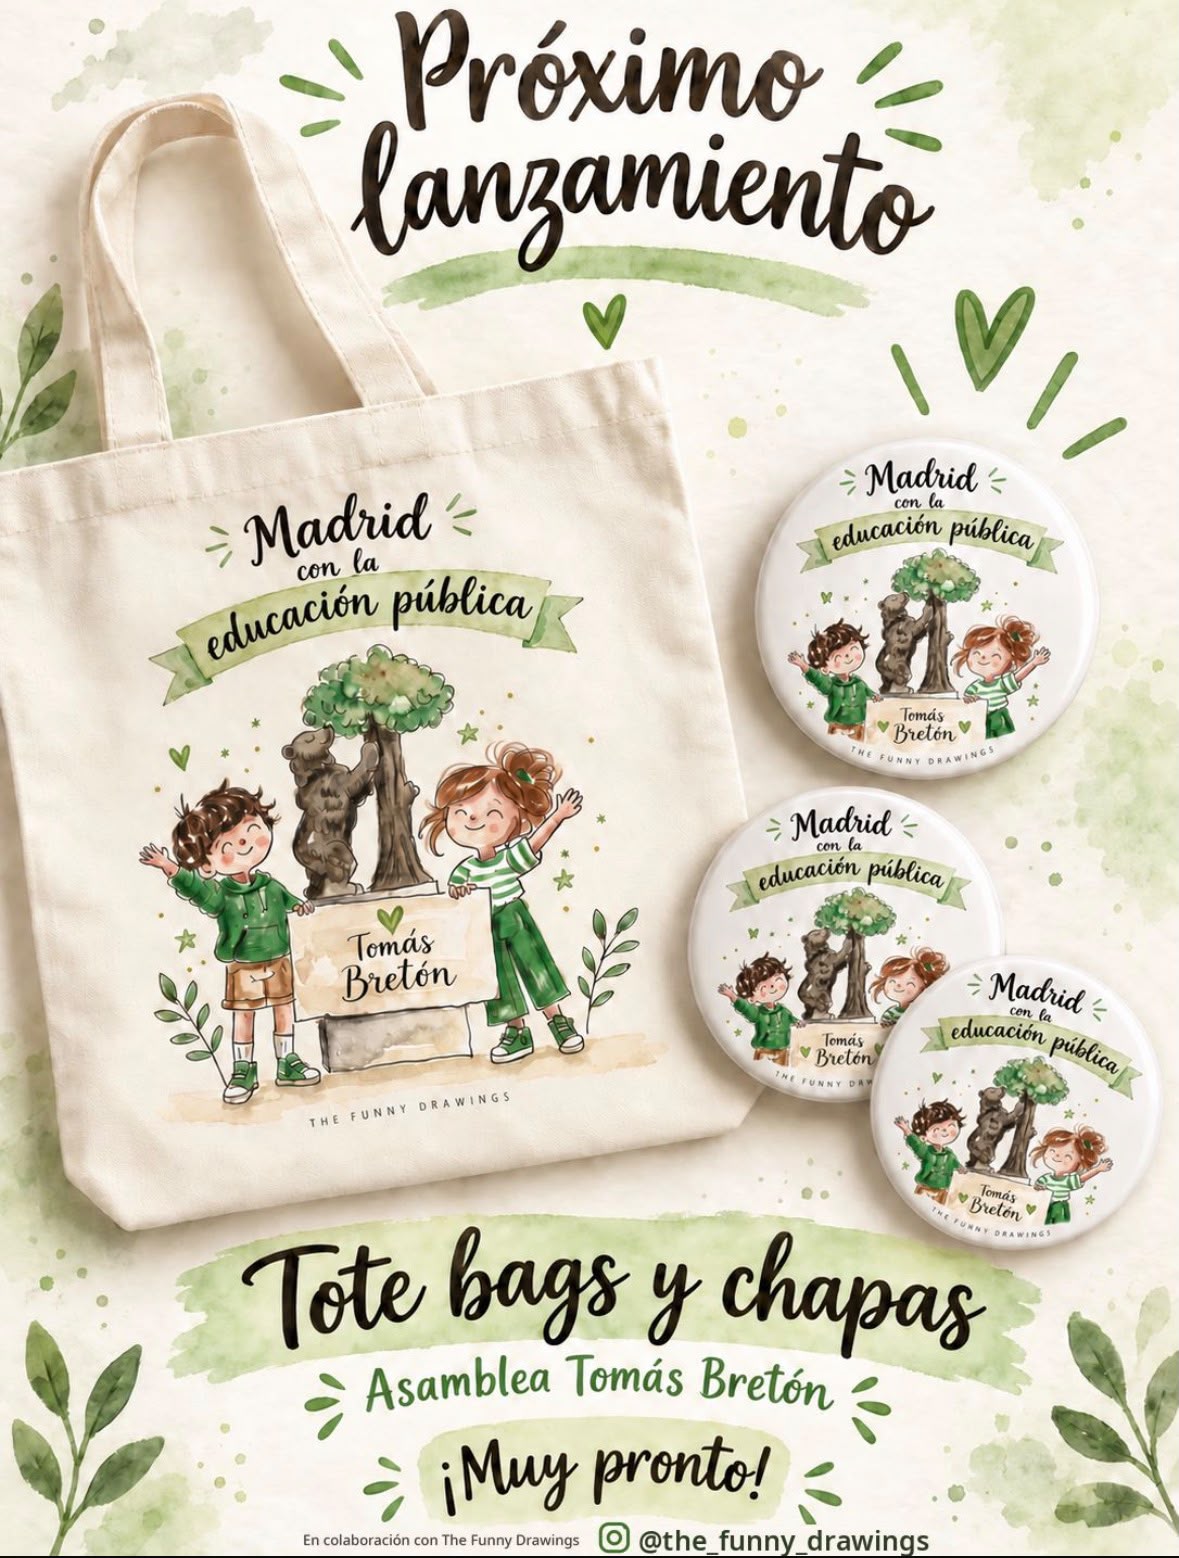 Próximo
lanzamiento
Madrid
con la
educación pública
Tomás
Bretón
THE FUNNY DRAWINGS
Madrid
con la
educación pública
Tomás
Bretón
THE FUNNY DRAWINGS
Madrid
con la
educación pública
Tomás
Bretón
THE FUNNY DRAW
Madrid
con la
educación pública
Tomás
Bretón
THE FUNNY DRAWINGS
Tote bags y chapas
Asamblea Tomás Bretón
¡Muy pronto!
En colaboración con The Funny Drawings @the_funny_drawings